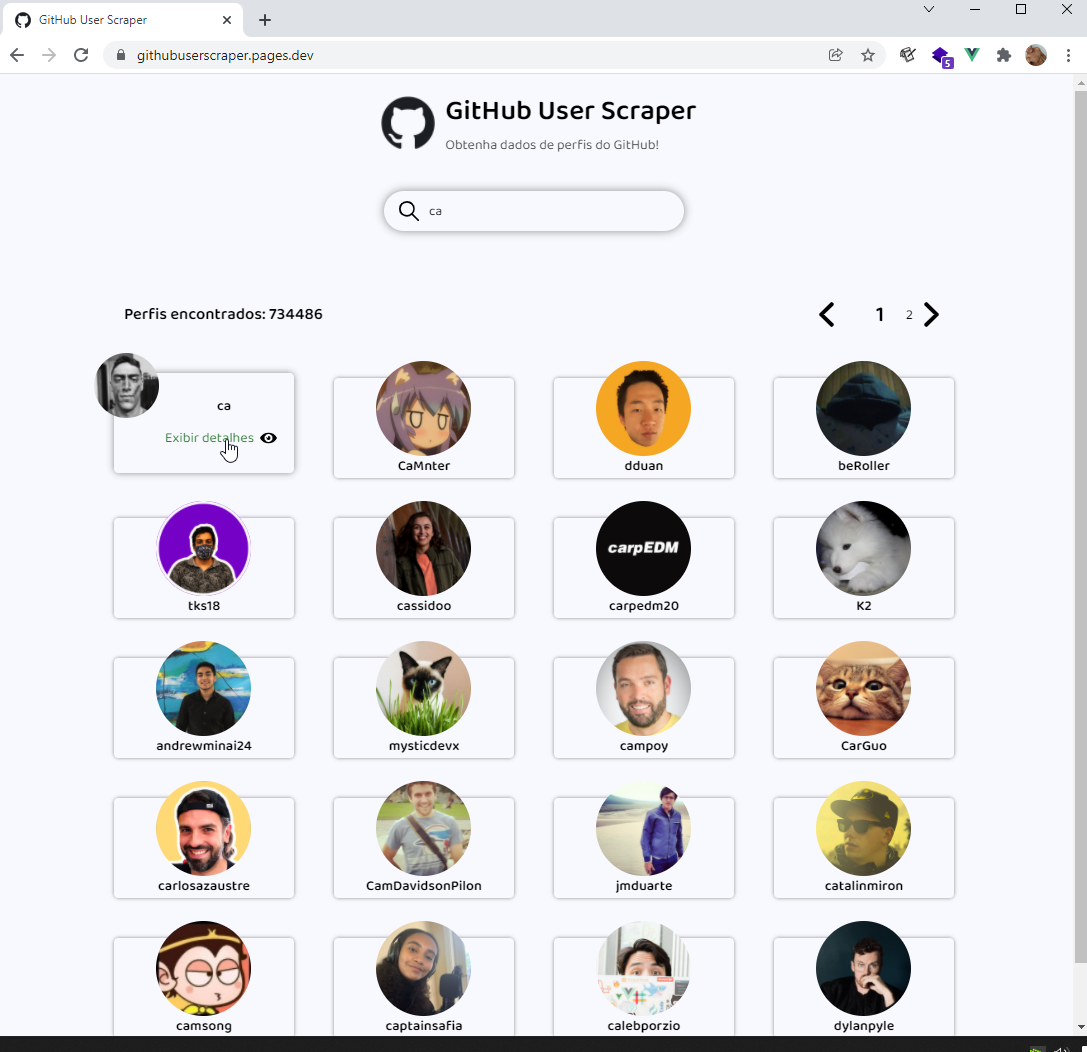 GitHub User Scraper
githubuserscraper.pages.dev
5
GitHub User Scraper
Obtenha dados de perfis do GitHub!
ca
Perfis encontrados: 734486
1 2
ca
Exibir detalhes
CaMnter
dduan
beRoller
tks18
cassidoo
carpEDM
carpedm20
K2
andrewminai24
mysticdevx
campoy
CarGuo
carlosazaustre
CamDavidsonPilon
jmduarte
catalinmiron
camsong
captainsafia
calebporzio
dylanpyle